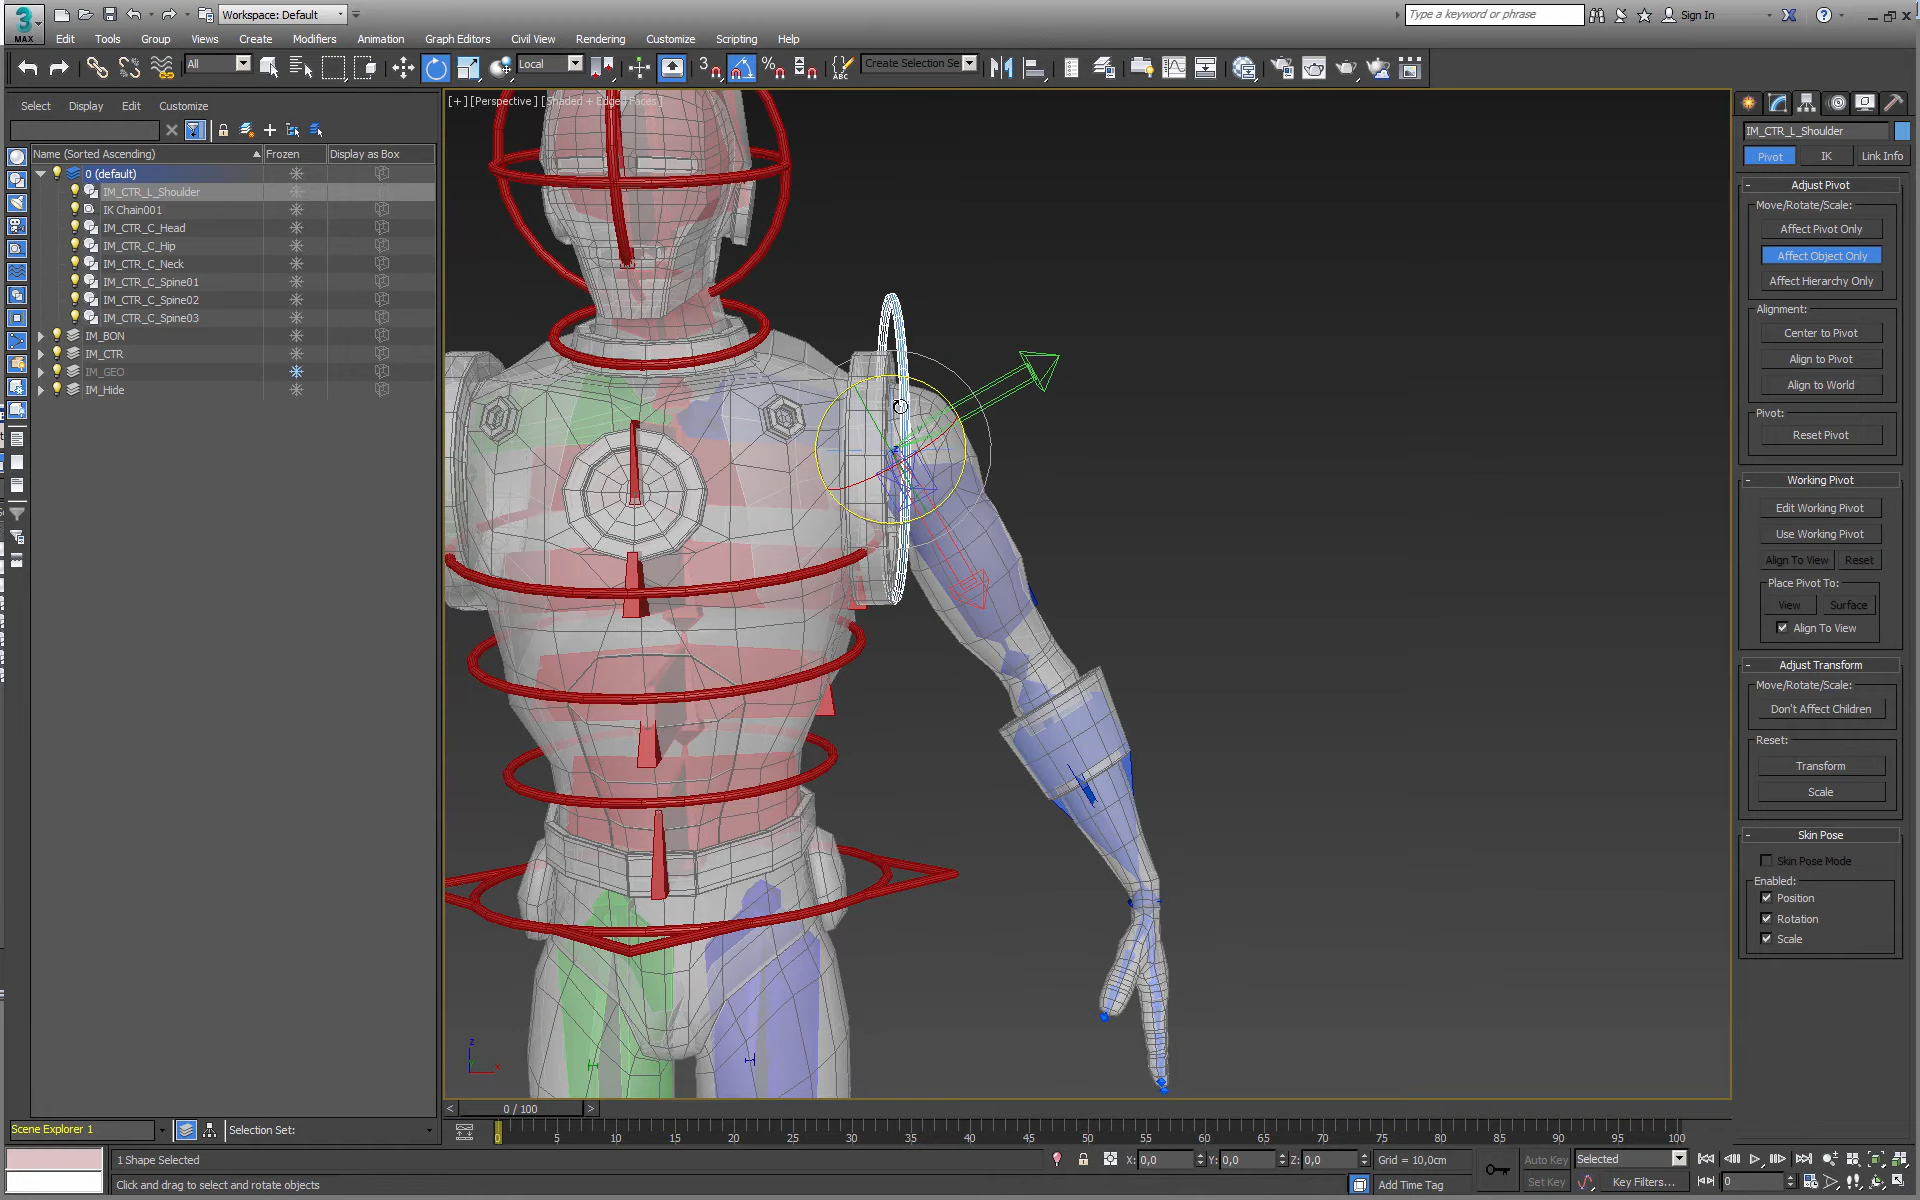 Workspace: Default
Type a keyword or phrase
Sign In
MAX
Edit Tools Group Views Create Modifiers Animation Graph Editors Civil View Rendering Customize Scripting Help
All
Local
3
ABC
Create Selection Se
Select Display Edit Customize
[+] [Perspective] [Shaded + Edged Faces]
IM_CTR_L_Shoulder
Name (Sorted Ascending) Frozen Display as Box
Pivot IK Link Info
0 (default)
IM_CTR_L_Shoulder
IK Chain001
IM_CTR_C_Head
IM_CTR_C_Hip
IM_CTR_C_Neck
IM_CTR_C_Spine01
IM_CTR_C_Spine02
IM_CTR_C_Spine03
IM_BON
IM_CTR
IM_GEO
IM_Hide
- Adjust Pivot
Move/Rotate/Scale:
Affect Pivot Only
Affect Object Only
Affect Hierarchy Only
Alignment:
Center to Pivot
Align to Pivot
Align to World
Pivot:
Reset Pivot
- Working Pivot
Edit Working Pivot
Use Working Pivot
Align To View Reset
Place Pivot To:
View Surface
Align To View
- Adjust Transform
Move/Rotate/Scale:
Don't Affect Children
Reset:
Transform
Scale
- Skin Pose
Skin Pose Mode
Enabled:
Position
Rotation
Scale
z
x
< 0 / 100 >
Scene Explorer 1
Selection Set:
0 5 10 15 20 25 30 35 40 45 50 55 60 65 70 75 80 85 90 95 100
1 Shape Selected
X: 0,0 Y: 0,0 Z: 0,0 Grid = 10,0cm
Auto Key Selected
Click and drag to select and rotate objects
Add Time Tag
Set Key Key Filters...
0